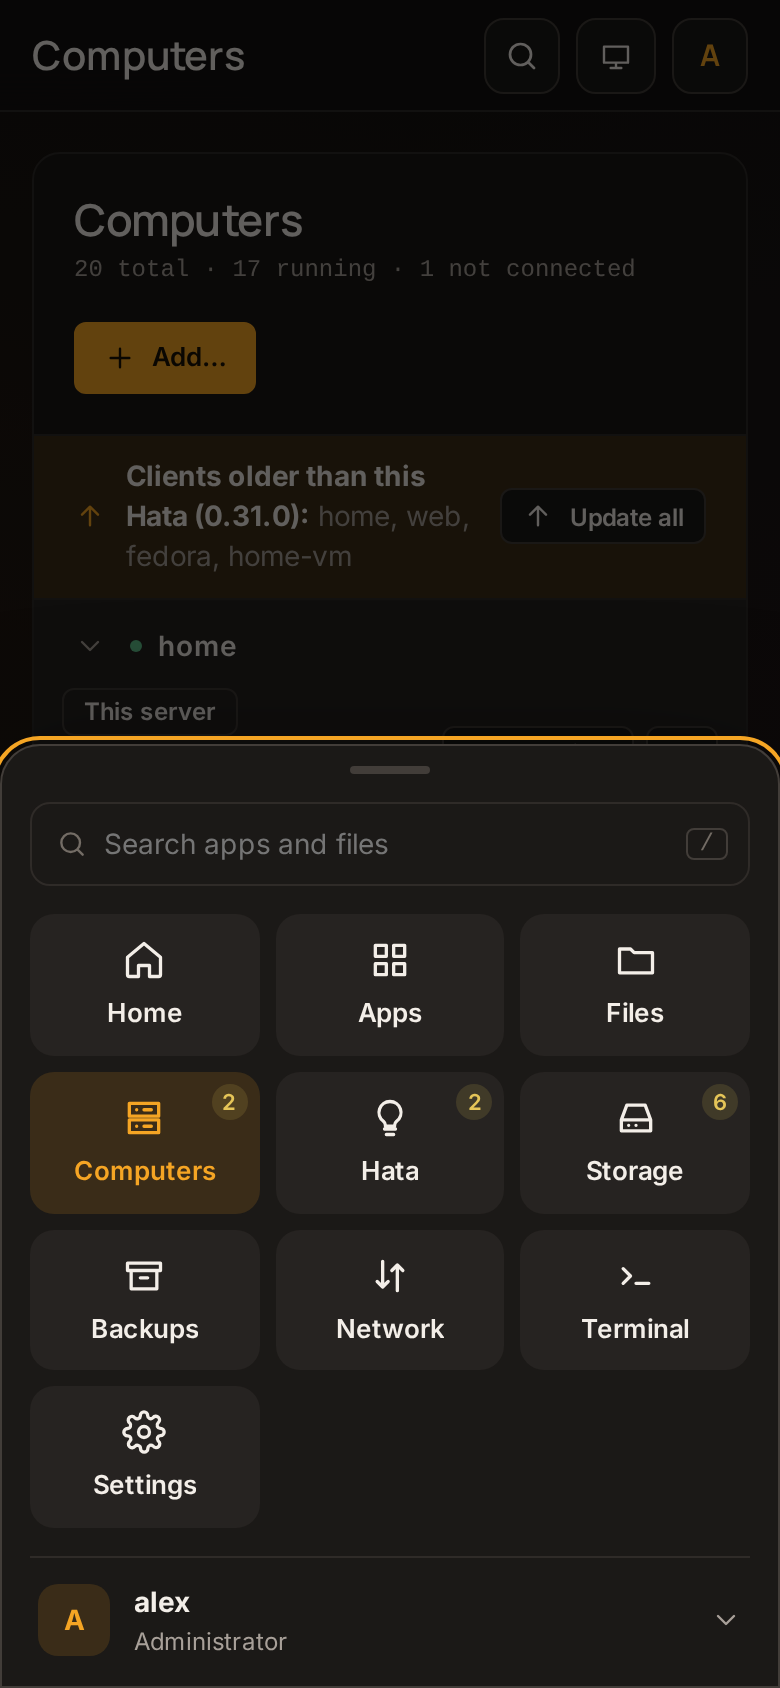 Computers
A
Computers
20 total · 17 running · 1 not connected
Add...
Clients older than this
Hata (0.31.0): home, web,
fedora, home-vm
Update all
home
This server
Search apps and files
/
Home
Apps
Files
2
Computers
2
Hata
6
Storage
Backups
Network
Terminal
Settings
A
alex
Administrator